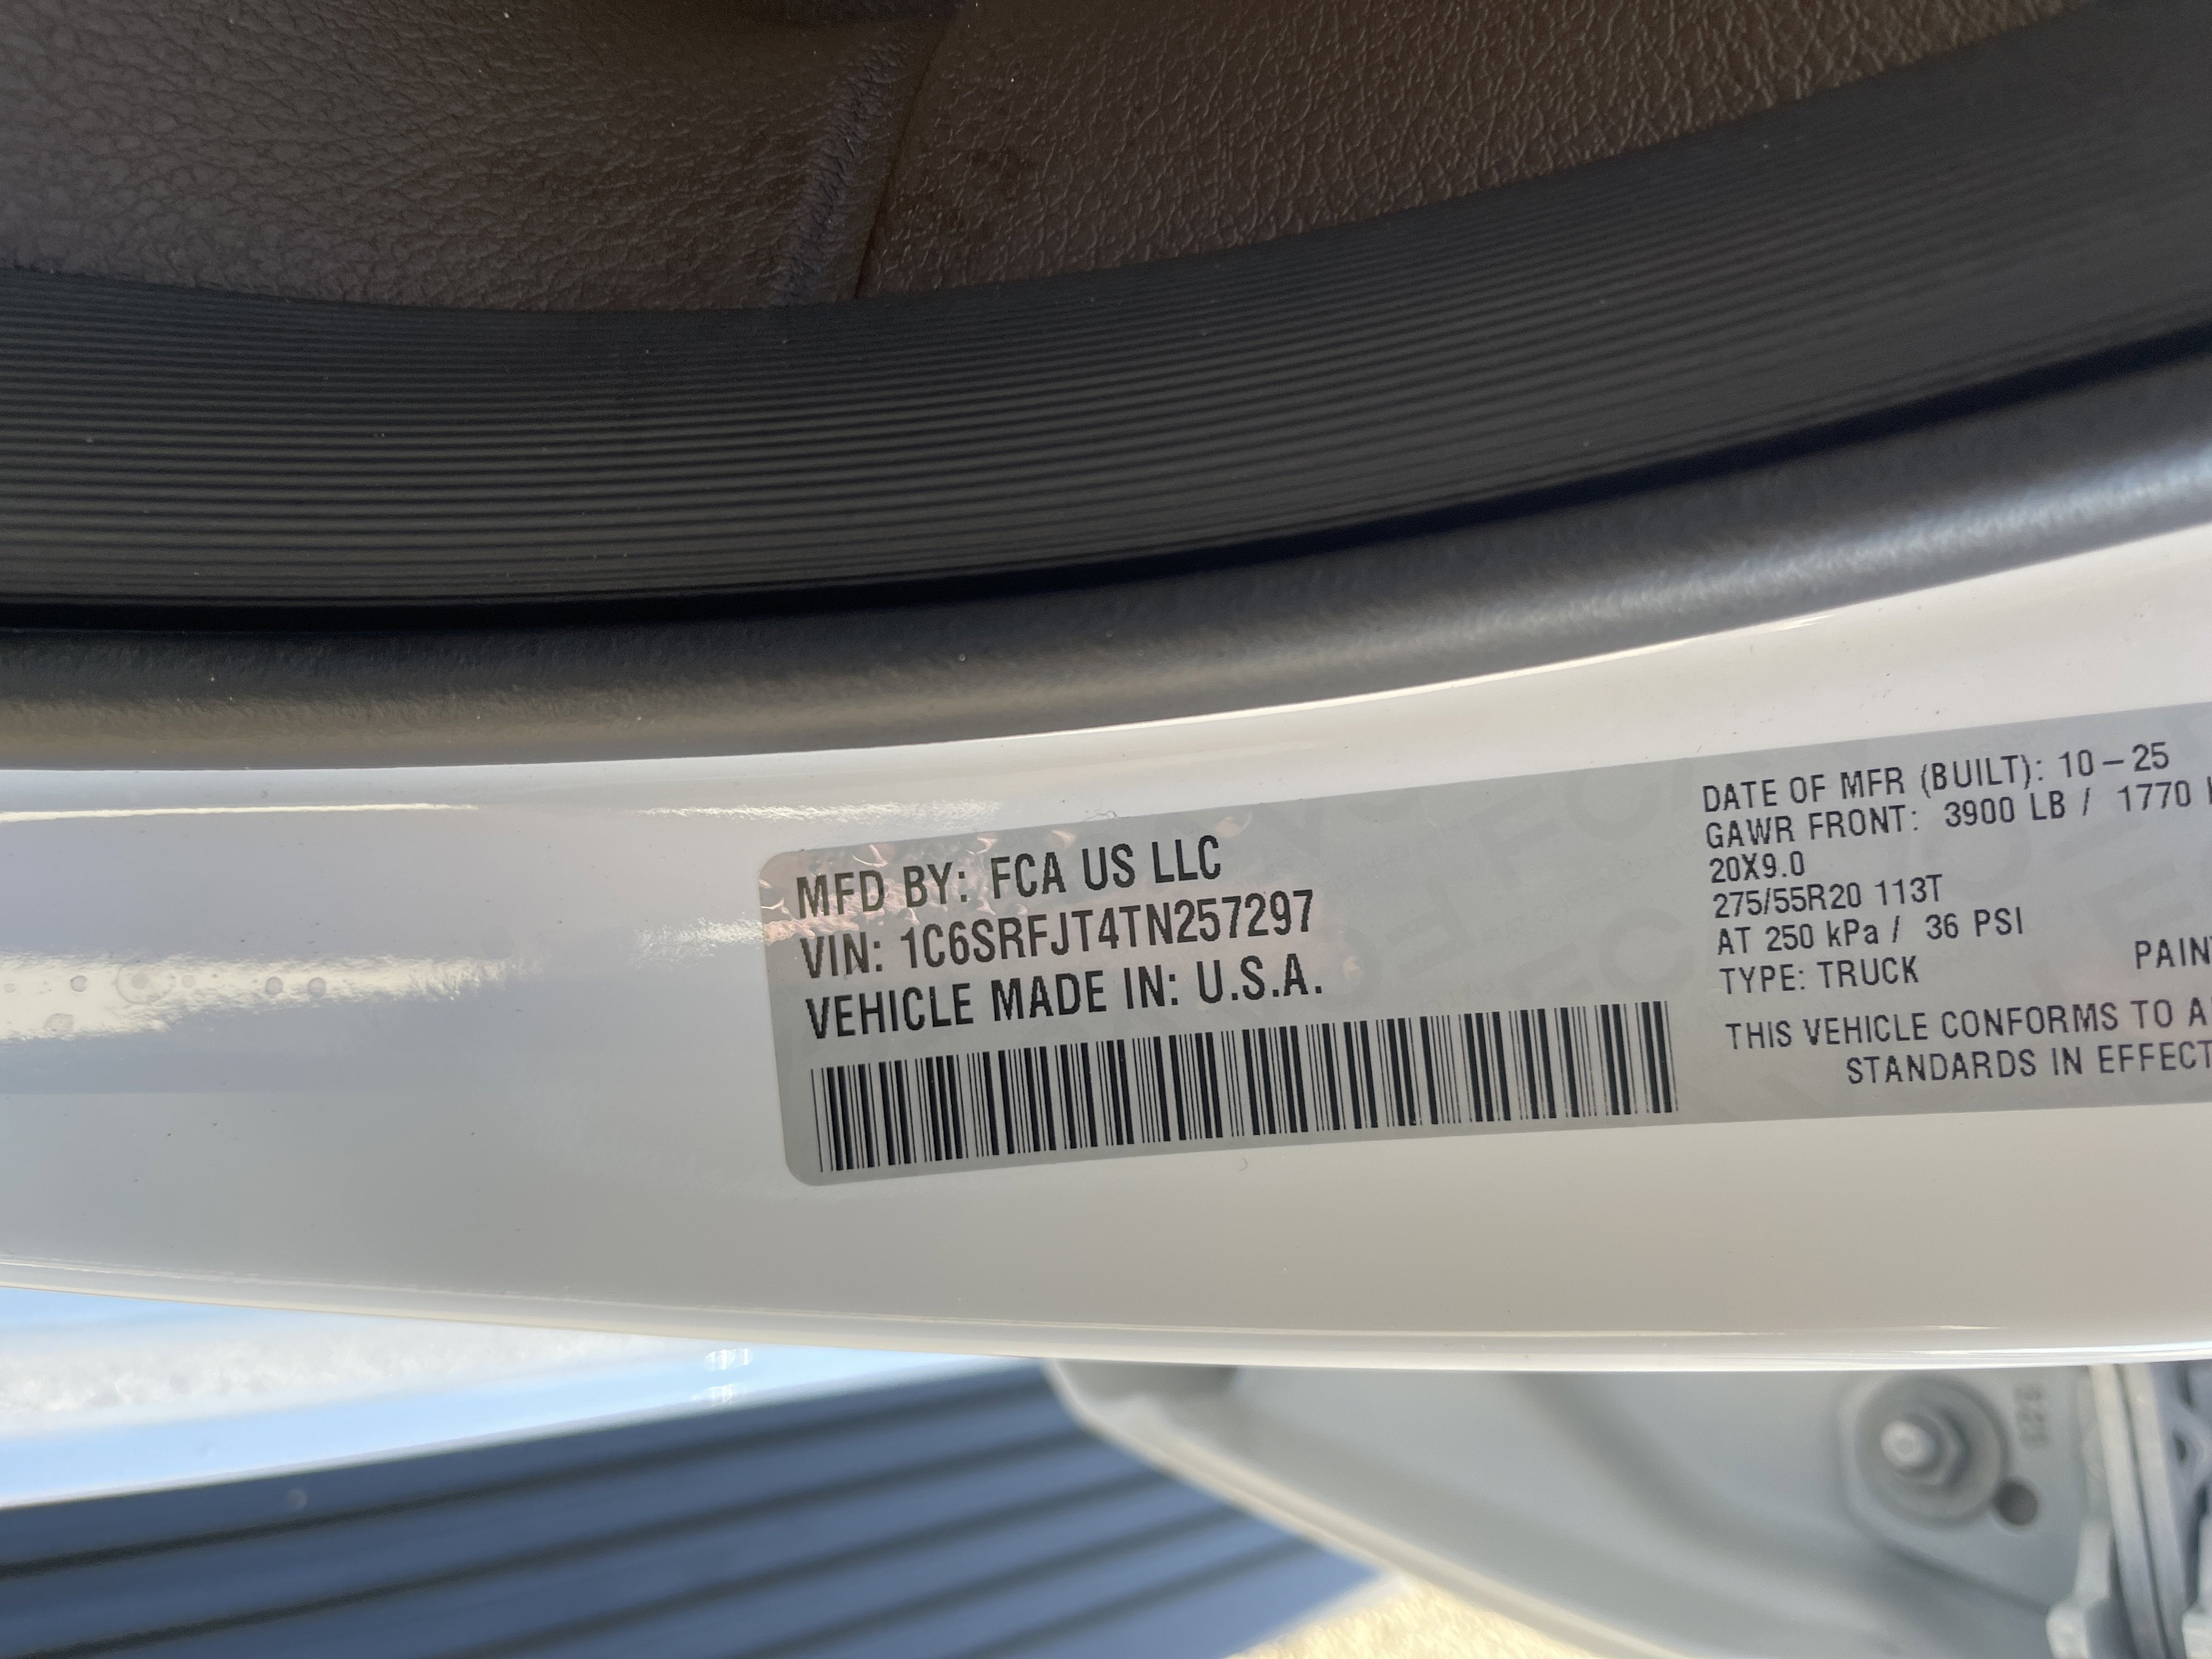 MFD BY: FCA US LLC
VIN: 1C6SRFJT4TN257297
VEHICLE MADE IN: U.S.A.
DATE OF MFR (BUILT): 10-25
GAWR FRONT: 3900 LB / 1770
20X9.0
275/55R20 113T
AT 250 kPa / 36 PSI
TYPE: TRUCK
PAIN
THIS VEHICLE CONFORMS TO A
STANDARDS IN EFFECT